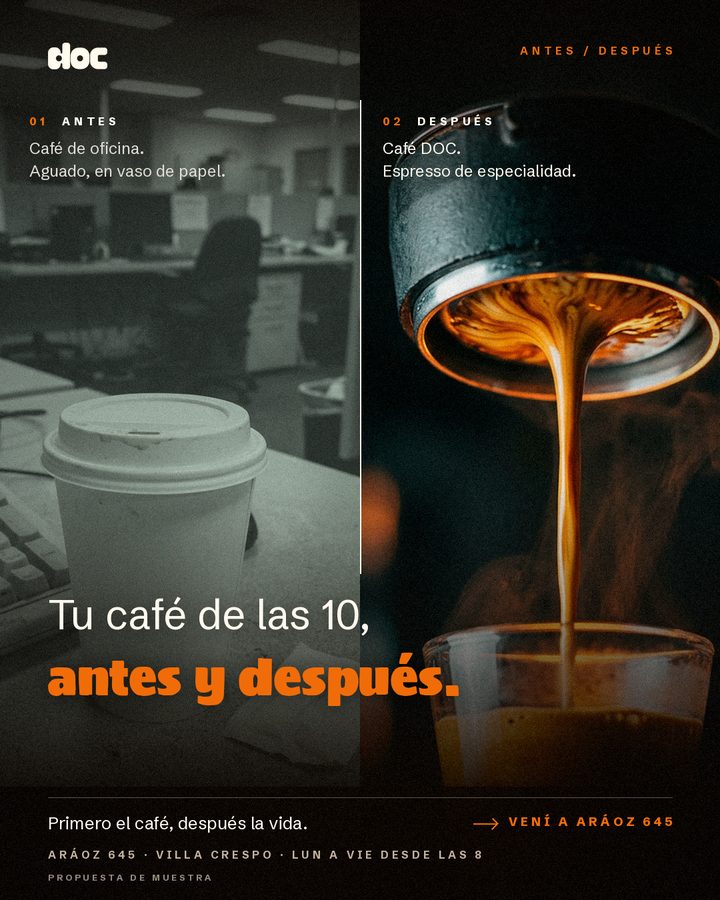 doc
ANTES / DESPUÉS
01 ANTES
Café de oficina.
Aguado, en vaso de papel.
02 DESPUÉS
Café DOC.
Espresso de especialidad.
Tu café de las 10,
antes y después.
Primero el café, después la vida.
→ VENÍ A ARÁOZ 645
ARÁOZ 645 · VILLA CRESPO · LUN A VIE DESDE LAS 8
PROPUESTA DE MUESTRA